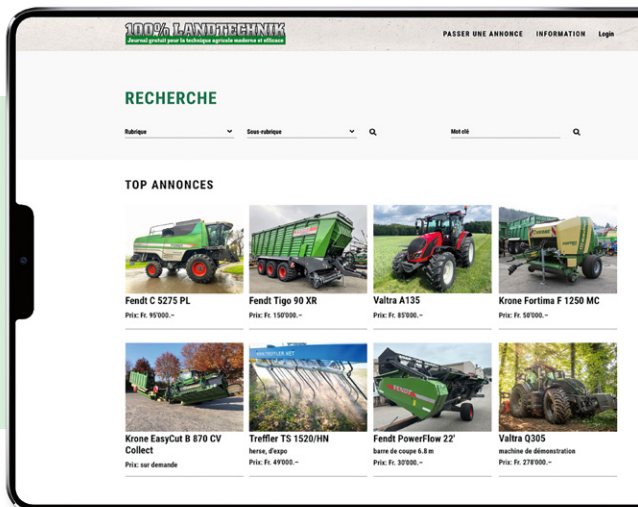 100% LANDTECHNIK
Journal gratuit pour la technique agricole moderne et efficace
PASSER UNE ANNONCE INFORMATION Login
RECHERCHE
Rubrique Sous-rubrique Mot clé
TOP ANNONCES
Fendt C 5275 PL
Prix: Fr. 95'000.–
Fendt Tigo 90 XR
Prix: Fr. 150'000.–
Valtra A135
Prix: Fr. 85'000.–
KRONE
Krone Fortima F 1250 MC
Prix: Fr. 50'000.–
Krone EasyCut B 870 CV
Collect
Prix: sur demande
Treffler TS 1520/HN
herse, d'expo
Prix: Fr. 49'000.–
FENDT
Fendt PowerFlow 22'
barre de coupe 6.8 m
Prix: Fr. 30'000.–
Valtra Q305
machine de démonstration
Prix: Fr. 278'000.–